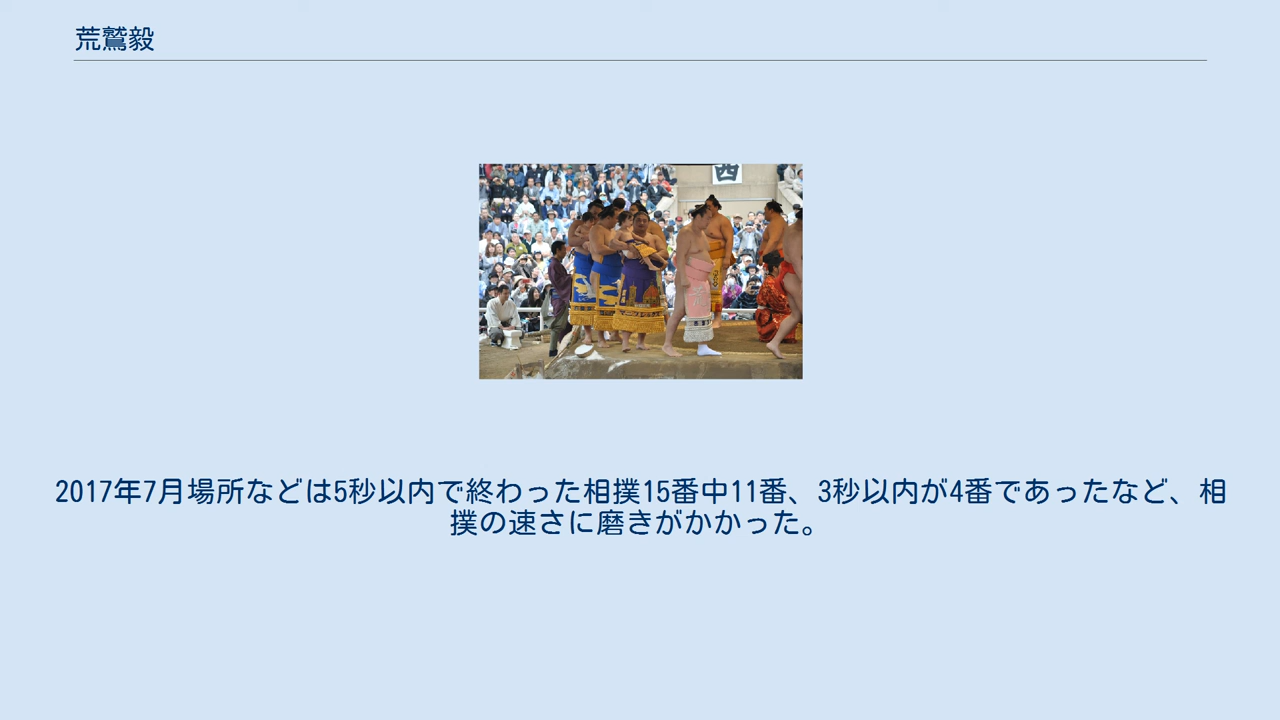 荒鷲毅
西
2017年7月場所などは5秒以内で終わった相撲15番中11番、3秒以内が4番であったなど、相
撲の速さに磨きがかかった。